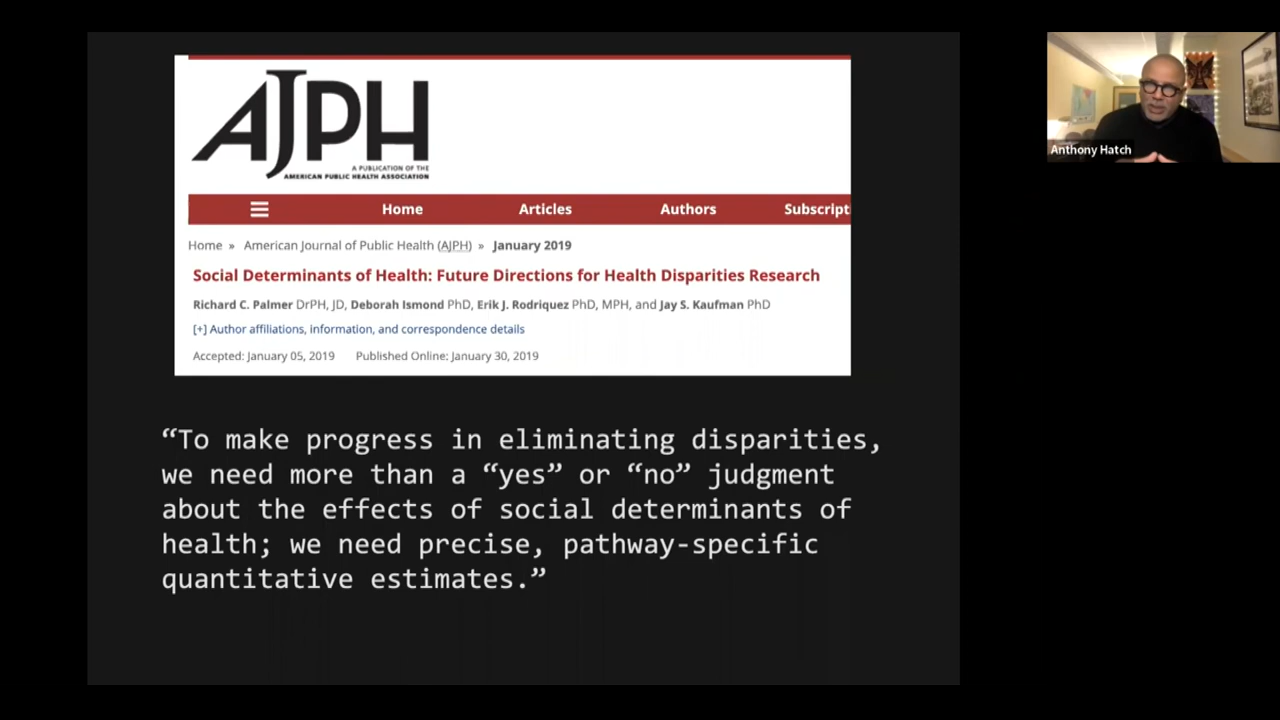 AJPH
A PUBLICATION OF THE
AMERICAN PUBLIC HEALTH ASSOCIATION
Home Articles Authors Subscript
Home » American Journal of Public Health (AJPH) » January 2019
Social Determinants of Health: Future Directions for Health Disparities Research
Richard C. Palmer DrPH, JD, Deborah Ismond PhD, Erik J. Rodriquez PhD, MPH, and Jay S. Kaufman PhD
[+] Author affiliations, information, and correspondence details
Accepted: January 05, 2019 Published Online: January 30, 2019
“To make progress in eliminating disparities,
we need more than a “yes” or “no” judgment
about the effects of social determinants of
health; we need precise, pathway-specific
quantitative estimates.”
Anthony Hatch